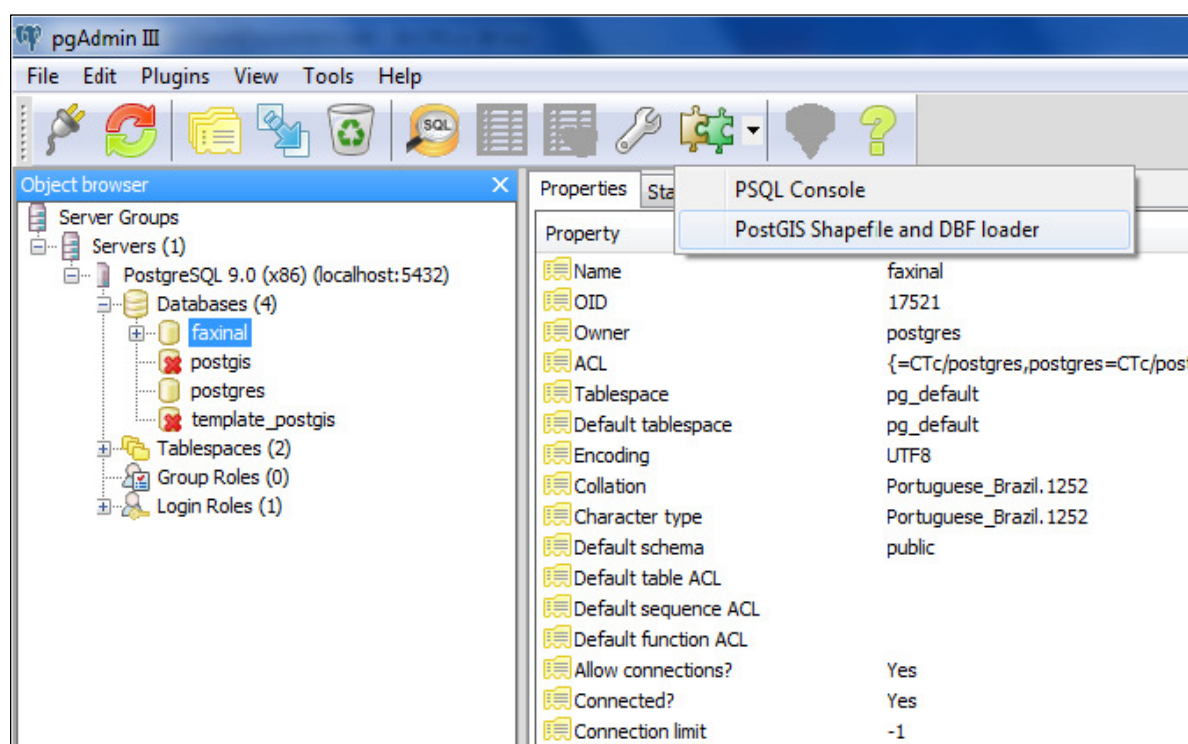 pgAdmin III
File Edit Plugins View Tools Help
SQL
Object browser
Server Groups
Servers (1)
PostgreSQL 9.0 (x86) (localhost:5432)
Databases (4)
faxinal
postgis
postgres
template_postgis
Tablespaces (2)
Group Roles (0)
Login Roles (1)
PSQL Console
PostGIS Shapefile and DBF loader
Properties Sta
Property
Name faxinal
OID 17521
Owner postgres
ACL {=CTc/postgres,postgres=CTc/post
Tablespace pg_default
Default tablespace pg_default
Encoding UTF8
Collation Portuguese_Brazil.1252
Character type Portuguese_Brazil.1252
Default schema public
Default table ACL
Default sequence ACL
Default function ACL
Allow connections? Yes
Connected? Yes
Connection limit -1